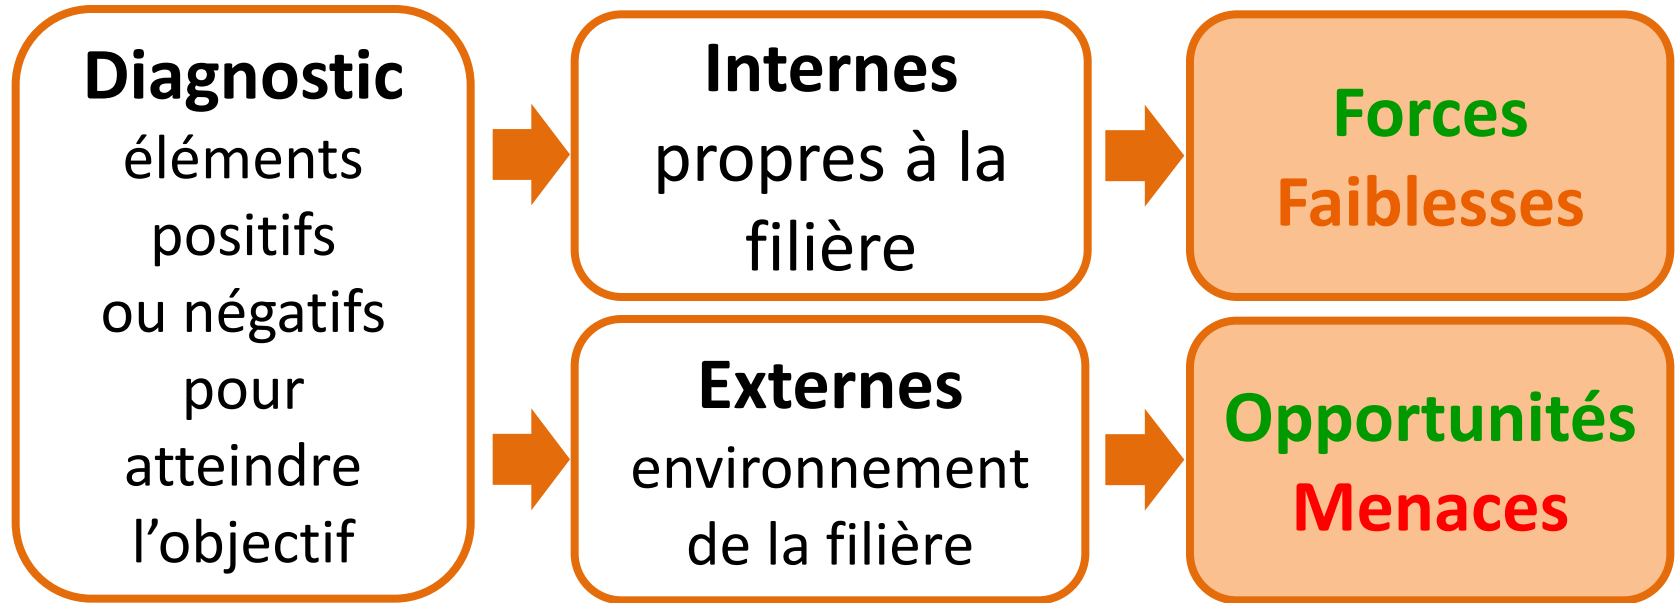 Diagnostic
éléments
positifs
ou négatifs
pour
atteindre
l’objectif
Internes
propres à la
filière
Forces
Faiblesses
Externes
environnement
de la filière
Opportunités
Menaces